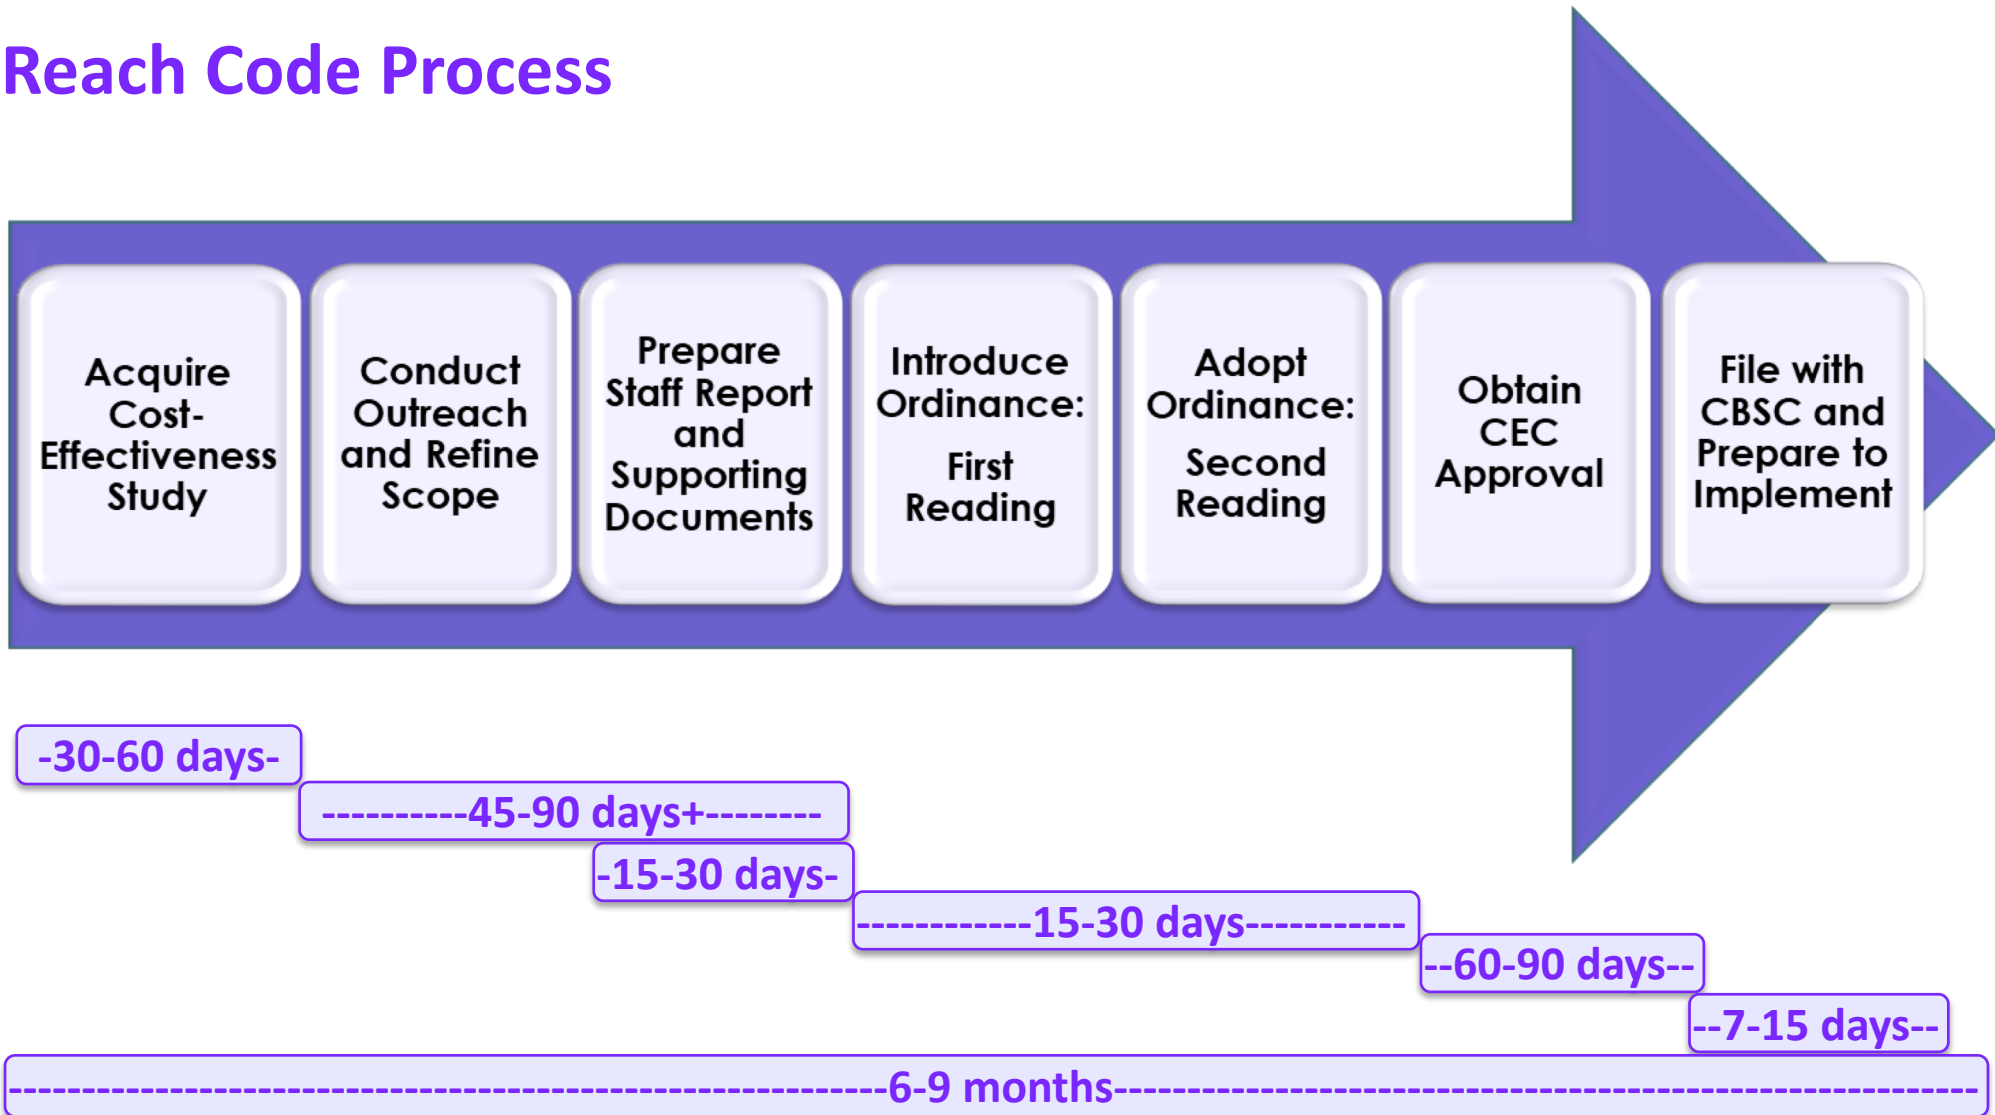 Reach Code Process
Acquire
Cost-
Effectiveness
Study
Conduct
Outreach
and Refine
Scope
Prepare
Staff Report
and
Supporting
Documents
Introduce
Ordinance:
First
Reading
Adopt
Ordinance:
Second
Reading
Obtain
CEC
Approval
File with
CBSC and
Prepare to
Implement
-30-60 days-
----------45-90 days+--------
-15-30 days-
------------15-30 days-----------
--60-90 days--
--7-15 days--
------------------------------------------------------------6-9 months-----------------------------------------------------------